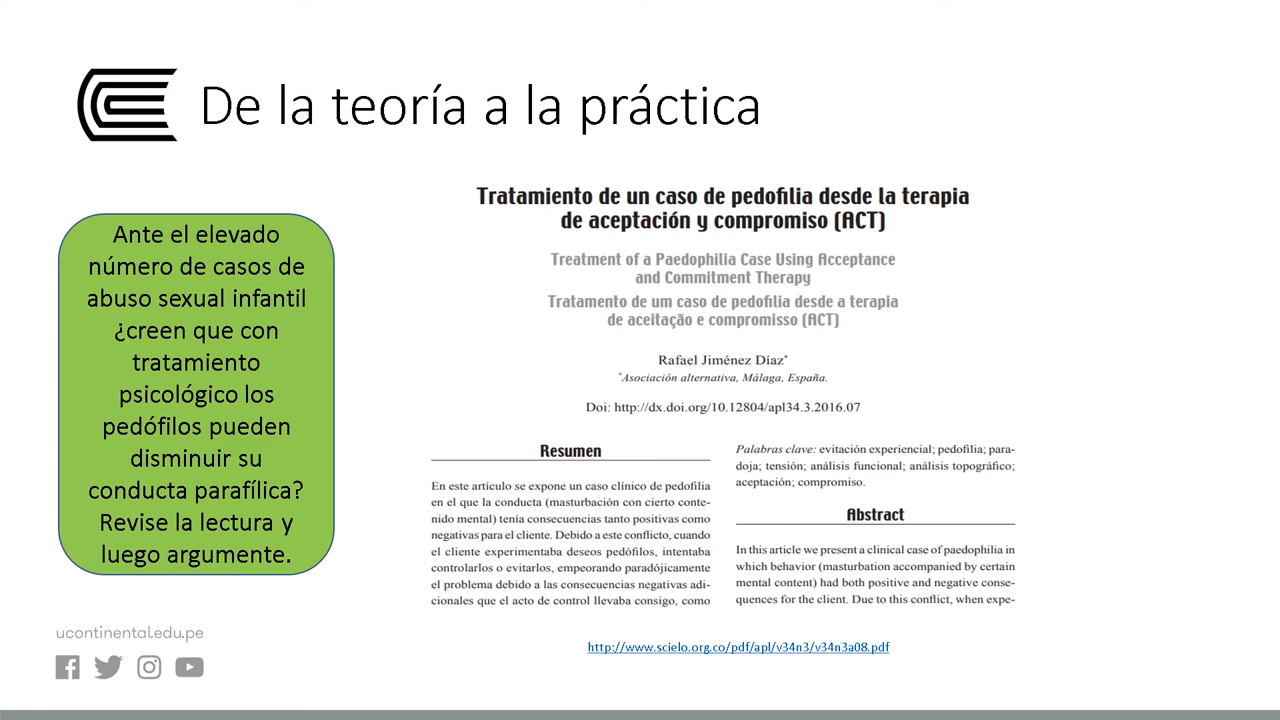 De la teoría a la práctica
Ante el elevado
número de casos de
abuso sexual infantil
¿creen que con
tratamiento
psicológico los
pedófilos pueden
disminuir su
conducta parafílica?
Revise la lectura y
luego argumente.
Tratamiento de un caso de pedofilia desde la terapia
de aceptación y compromiso (ACT)
Treatment of a Paedophilia Case Using Acceptance
and Commitment Therapy
Tratamento de um caso de pedofilia desde a terapia
de aceitação e compromisso (ACT)
Rafael Jiménez Díaz*
*Asociación alternativa, Málaga, España.
Doi: http://dx.doi.org/10.12804/apl34.3.2016.07
Resumen
En este artículo se expone un caso clínico de pedofilia
en el que la conducta (masturbación con cierto conte-
nido mental) tenía consecuencias tanto positivas como
negativas para el cliente. Debido a este conflicto, cuando
el cliente experimentaba deseos pedófilos, intentaba
controlarlos o evitarlos, empeorando paradójicamente
el problema debido a las consecuencias negativas adi-
cionales que el acto de control llevaba consigo, como
Palabras clave: evitación experiencial; pedofilia; para-
doja; tensión; análisis funcional; análisis topográfico;
aceptación; compromiso.
Abstract
In this article we present a clinical case of paedophilia in
which behavior (masturbation accompanied by certain
mental content) had both positive and negative conse-
quences for the client. Due to this conflict, when expe-
http://www.scielo.org.co/pdf/apl/v34n3/v34n3a08.pdf
ucontinental.edu.pe